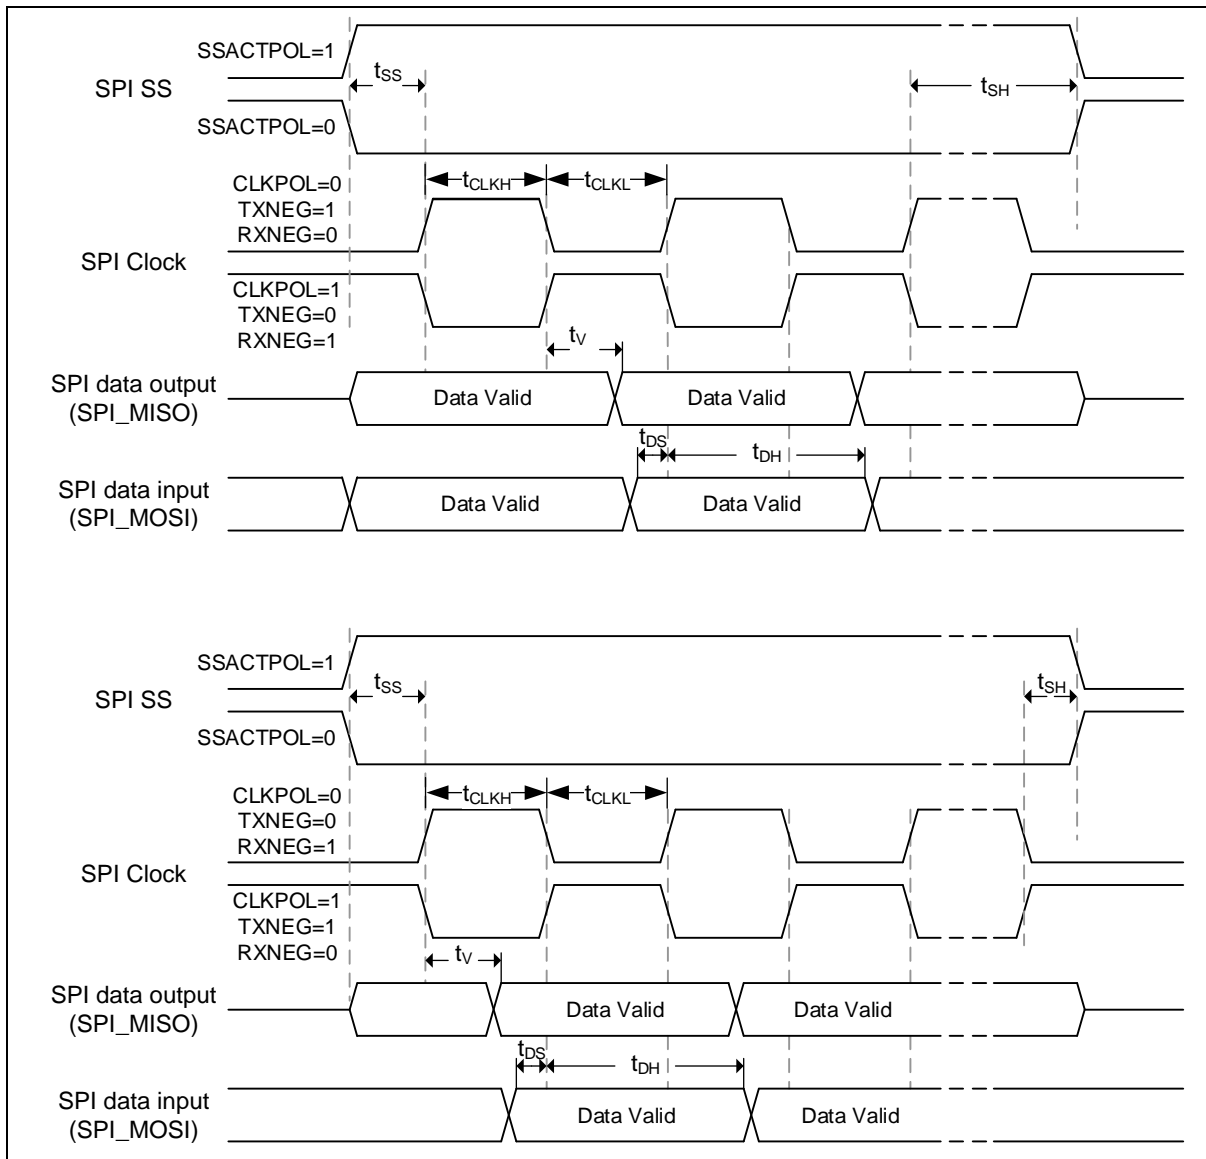 SSACTPOL=1
SPI SS
tSS
tSH
SSACTPOL=0
CLKPOL=0
TXNEG=1
RXNEG=0
tCLKH
tCLKL
SPI Clock
CLKPOL=1
TXNEG=0
RXNEG=1
tV
SPI data output
(SPI_MISO)
Data Valid
Data Valid
tDS
tDH
SPI data input
(SPI_MOSI)
Data Valid
Data Valid
SSACTPOL=1
SPI SS
tSS
tSH
SSACTPOL=0
CLKPOL=0
TXNEG=0
RXNEG=1
tCLKH
tCLKL
SPI Clock
CLKPOL=1
TXNEG=1
RXNEG=0
tV
SPI data output
(SPI_MISO)
Data Valid
Data Valid
tDS
tDH
SPI data input
(SPI_MOSI)
Data Valid
Data Valid